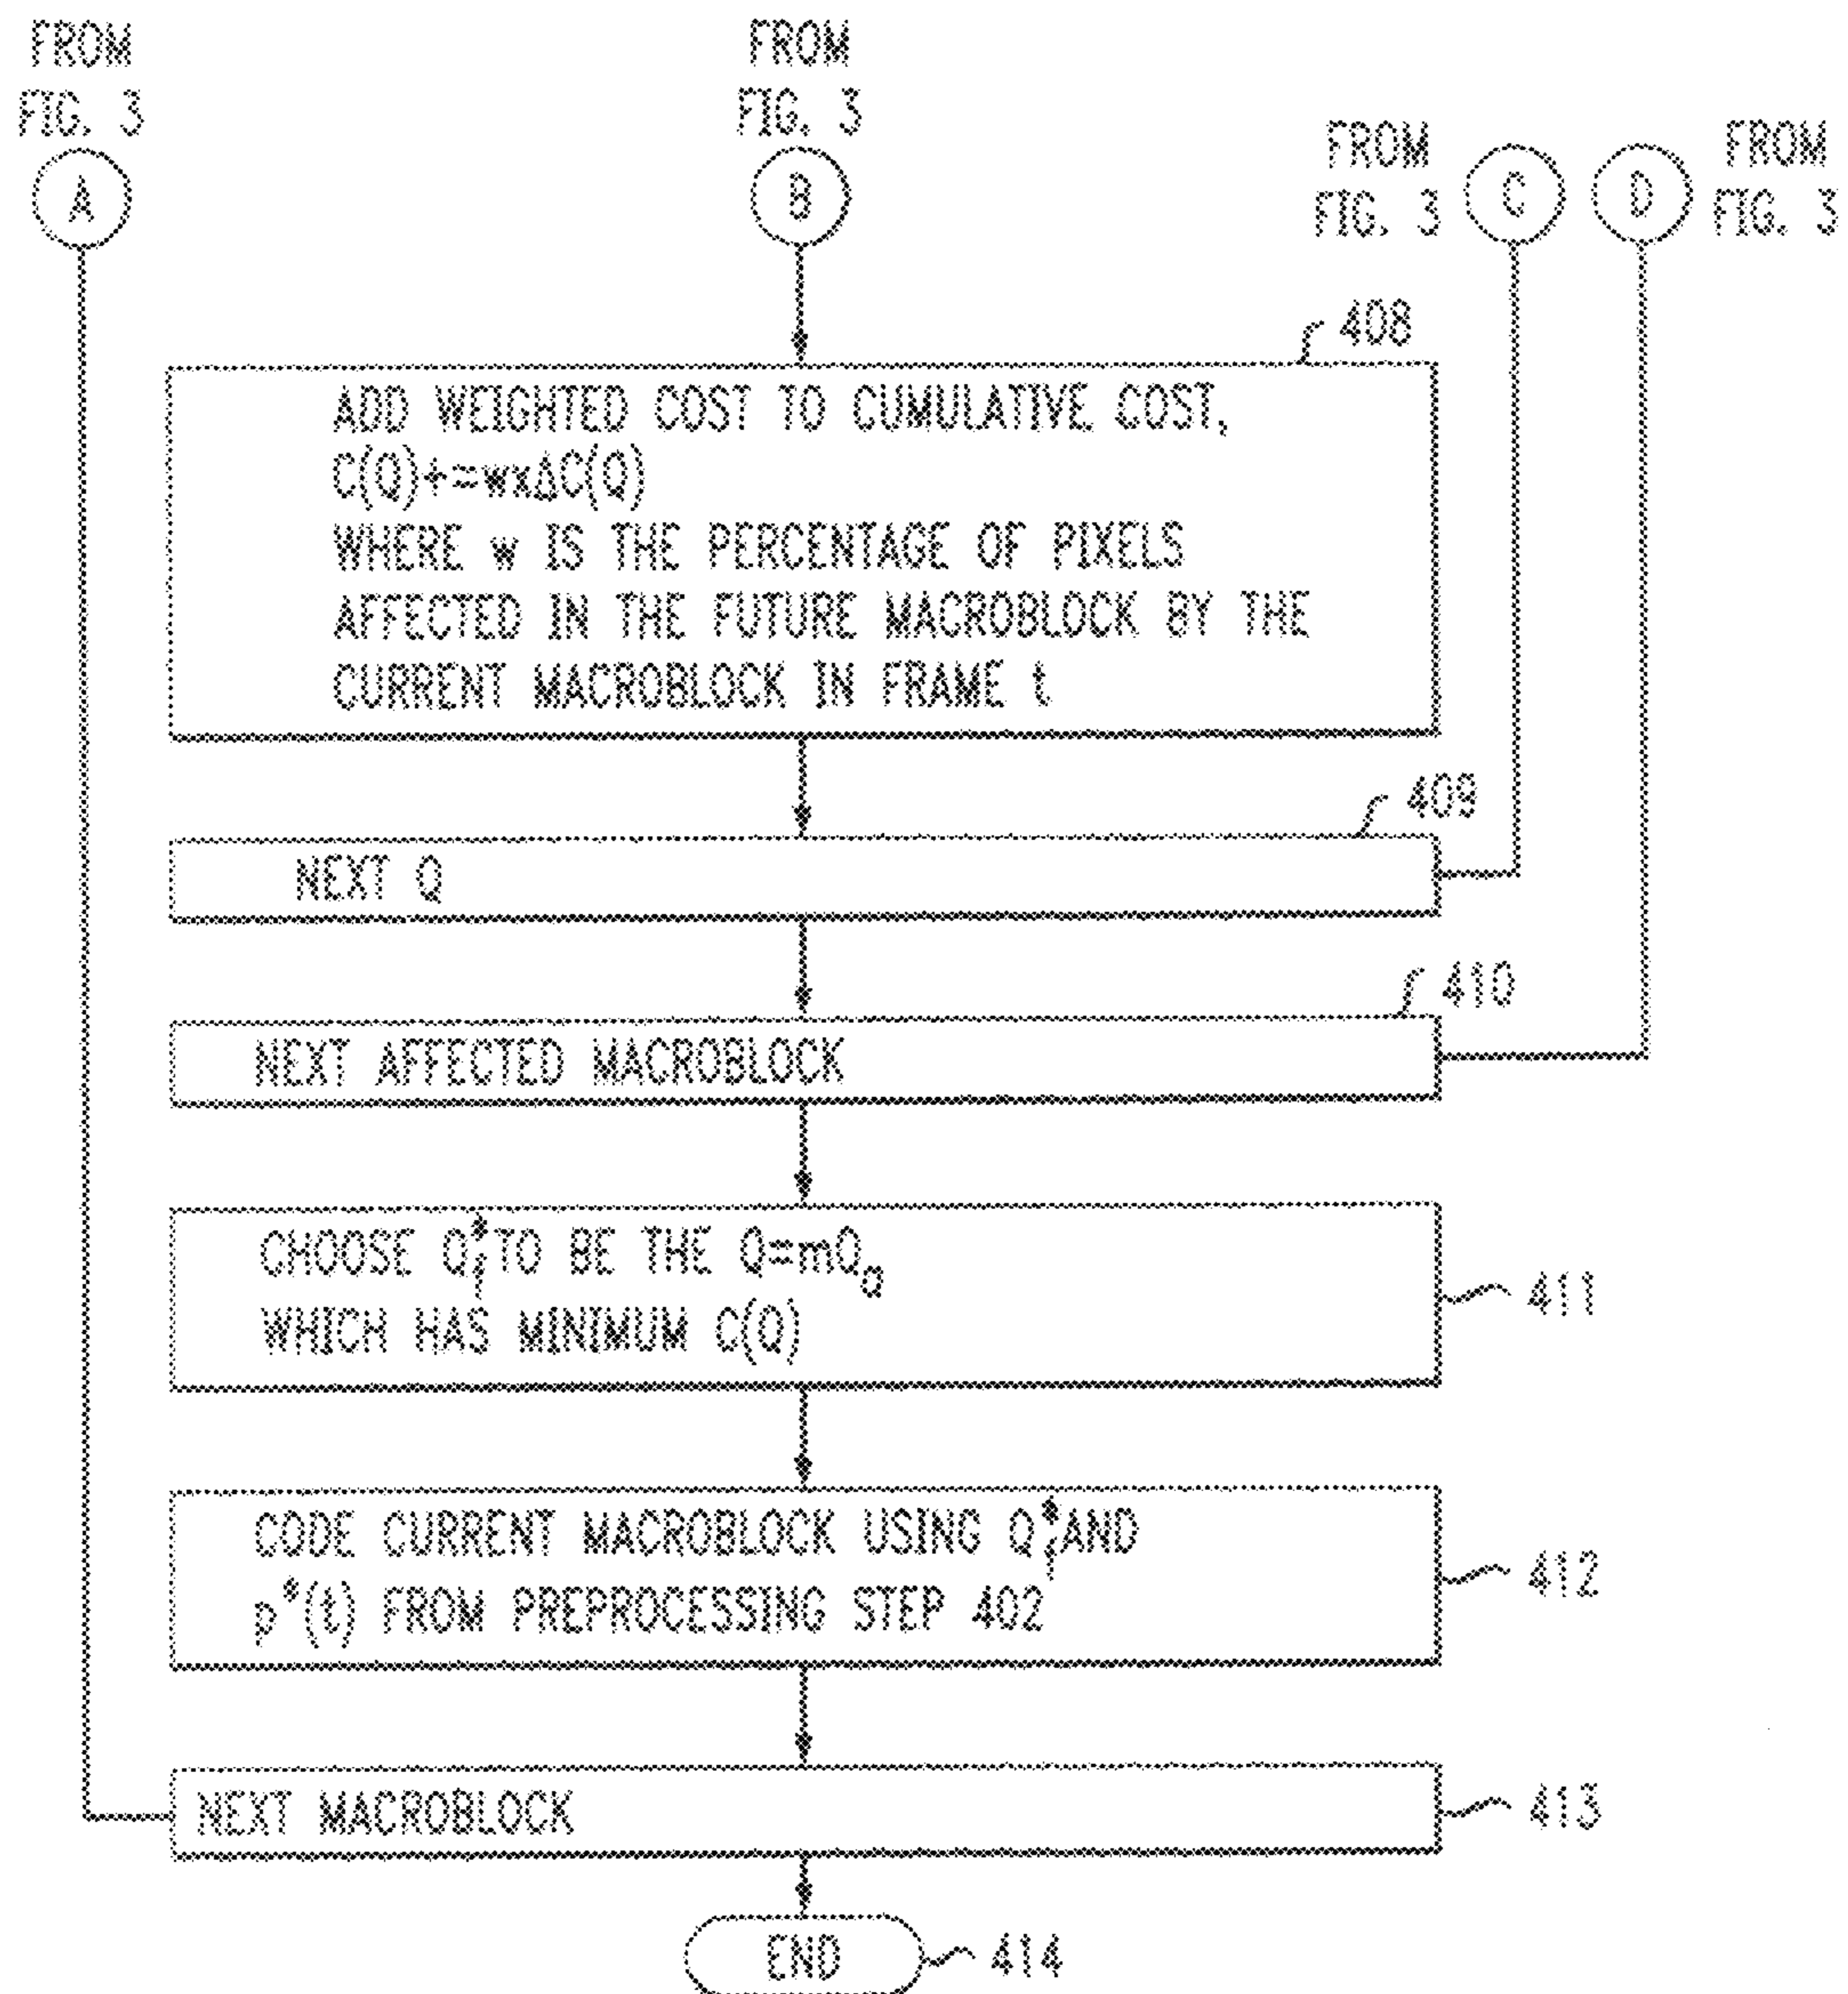 FROM
FIG. 3
A
FROM
FIG. 3
B
FROM
FIG. 3
C
D
FROM
FIG. 3
408
ADD WEIGHTED COST TO CUMULATIVE COST,
C(Q)+=wxΔC(Q)
WHERE w IS THE PERCENTAGE OF PIXELS
AFFECTED IN THE FUTURE MACROBLOCK BY THE
CURRENT MACROBLOCK IN FRAME t
409
NEXT Q
410
NEXT AFFECTED MACROBLOCK
CHOOSE Q*i TO BE THE Q=mQa
WHICH HAS MINIMUM C(Q)
411
CODE CURRENT MACROBLOCK USING Q*i AND
p*(t) FROM PREPROCESSING STEP 402
412
NEXT MACROBLOCK
413
END
414